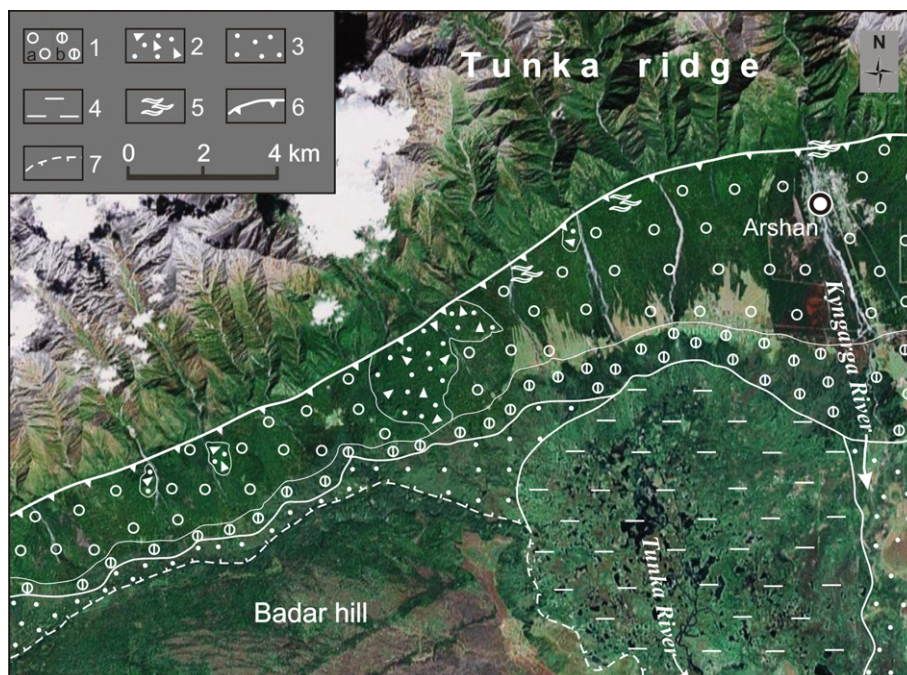 a b 1
2
3
4
5
6
7
0 2 4 km
Tunka ridge
N
Arshan
Kyngarga River
Tunka River
Badar hill